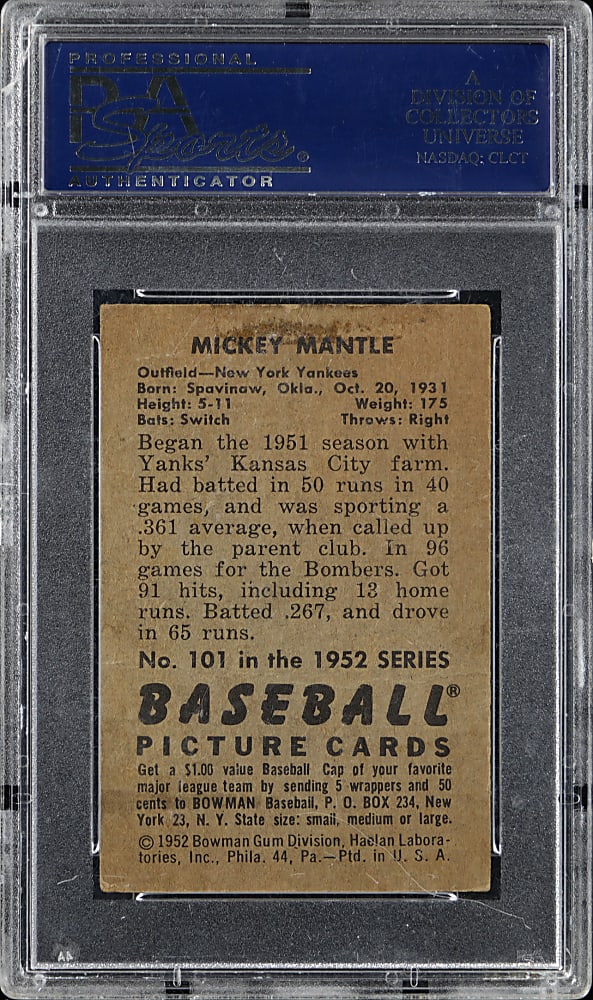 PROFESSIONAL
PSA
Sports®
AUTHENTICATOR
A
DIVISION OF
COLLECTORS
UNIVERSE
NASDAQ: CLCT
MICKEY MANTLE
Outfield—New York Yankees
Born: Spavinaw, Okla., Oct. 20, 1931
Height: 5-11 Weight: 175
Bats: Switch Throws: Right
Began the 1951 season with
Yanks' Kansas City farm.
Had batted in 50 runs in 40
games, and was sporting a
.361 average, when called up
by the parent club. In 96
games for the Bombers. Got
91 hits, including 13 home
runs. Batted .267, and drove
in 65 runs.
No. 101 in the 1952 SERIES
BASEBALL®
PICTURE CARDS
Get a $1.00 value Baseball Cap of your favorite
major league team by sending 5 wrappers and 50
cents to BOWMAN Baseball, P. O. BOX 234, New
York 23, N. Y. State size: small, medium or large.
© 1952 Bowman Gum Division, Haelan Labora-
tories, Inc., Phila. 44, Pa.—Ptd. in U. S. A.